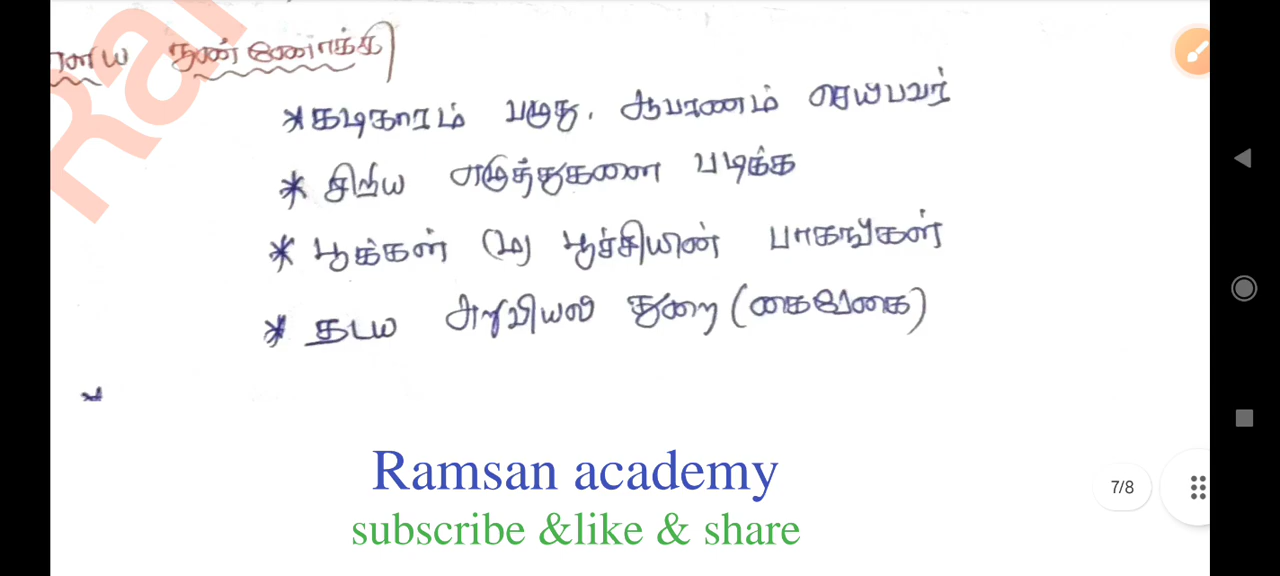 ளிய நுண்ணோக்கி
* கடிகாரம் பழுது, ஆபரணம் செய்பவர்
* சிறிய எழுத்துகளை படிக்க
* பூக்கள் (ம) பூச்சியின் பாகங்கள்
* தடய அறிவியல் துறை (கைரேகை)
*
Ramsan academy
7/8
subscribe &like & share